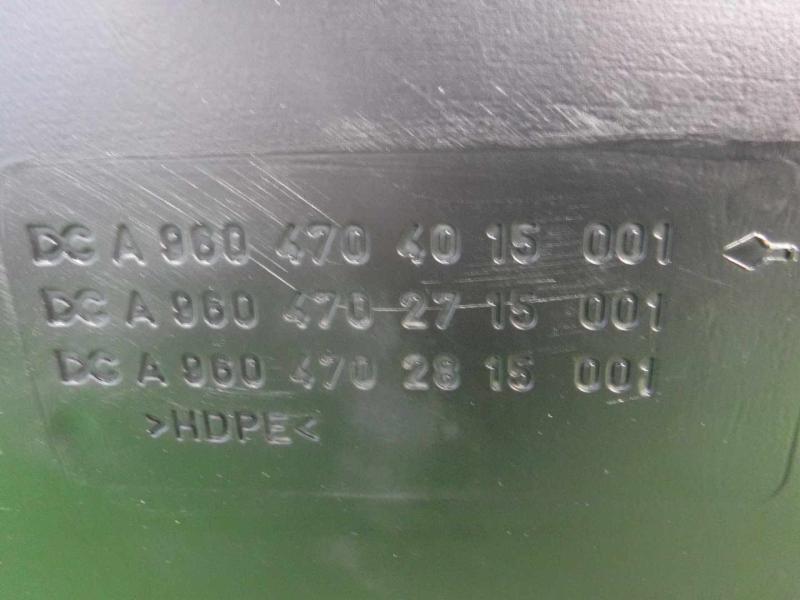 DC A 960 470 40 15 001
DC A 960 470 27 15 001
DC A 960 470 28 15 001
>HDPE<